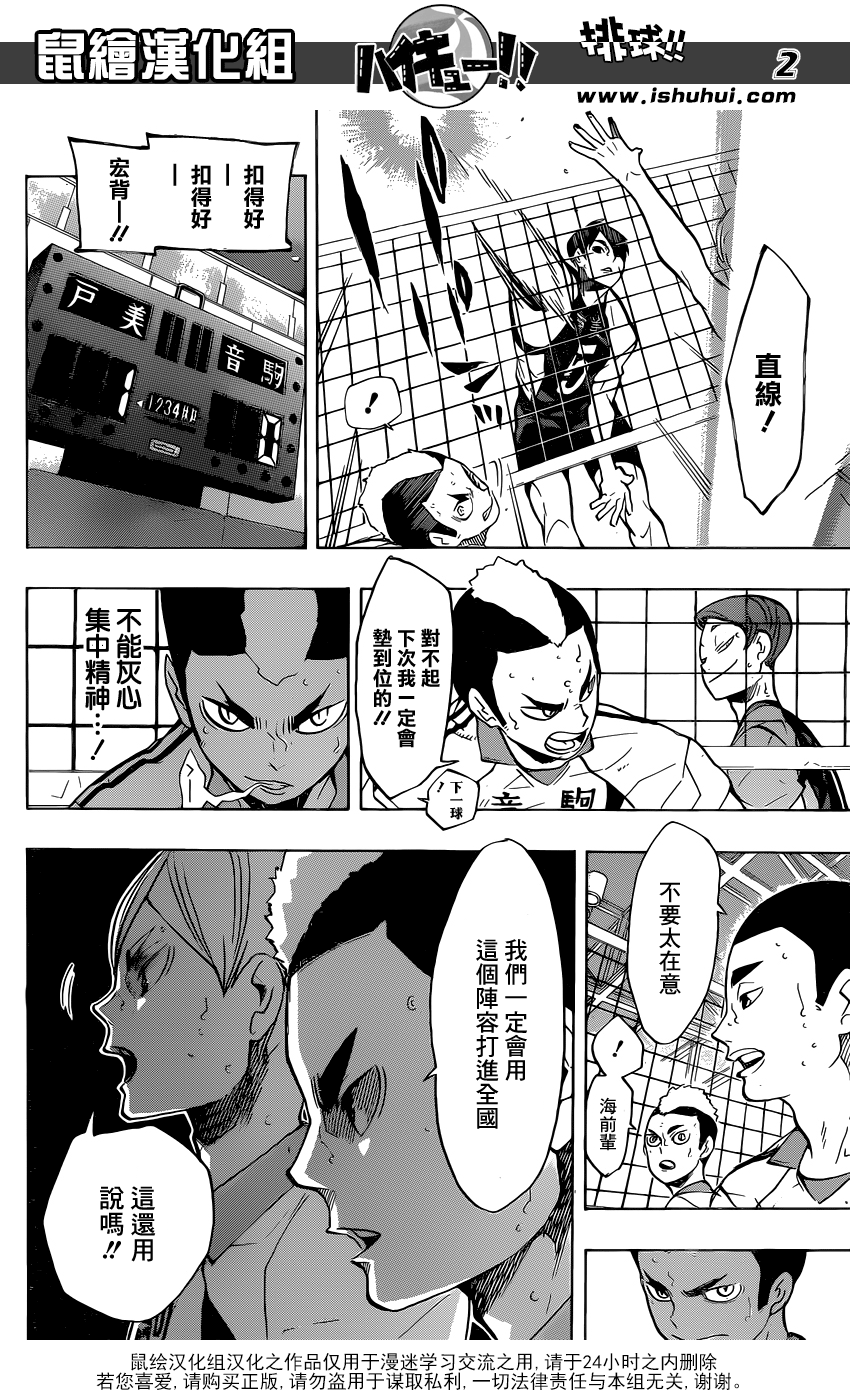 鼠繪漢化組
ハイキュー!!
排球!!
2
www.ishuhui.com
直線!
!
扣得好
ー
扣得好
ー
宏背ー!!
戸美
音駒
1234
對不起
下次我一定會
墊到位的!!
下一球
!
音駒
不能灰心
集中精神…!
不要太在意
!
海前輩
我們一定會用
這個陣容打進全國
這還用
說嗎!!
鼠绘汉化组汉化之作品仅用于漫迷学习交流之用, 请于24小时之内删除
若您喜爱, 请购买正版, 请勿盗用于谋取私利, 一切法律责任与本组无关, 谢谢。